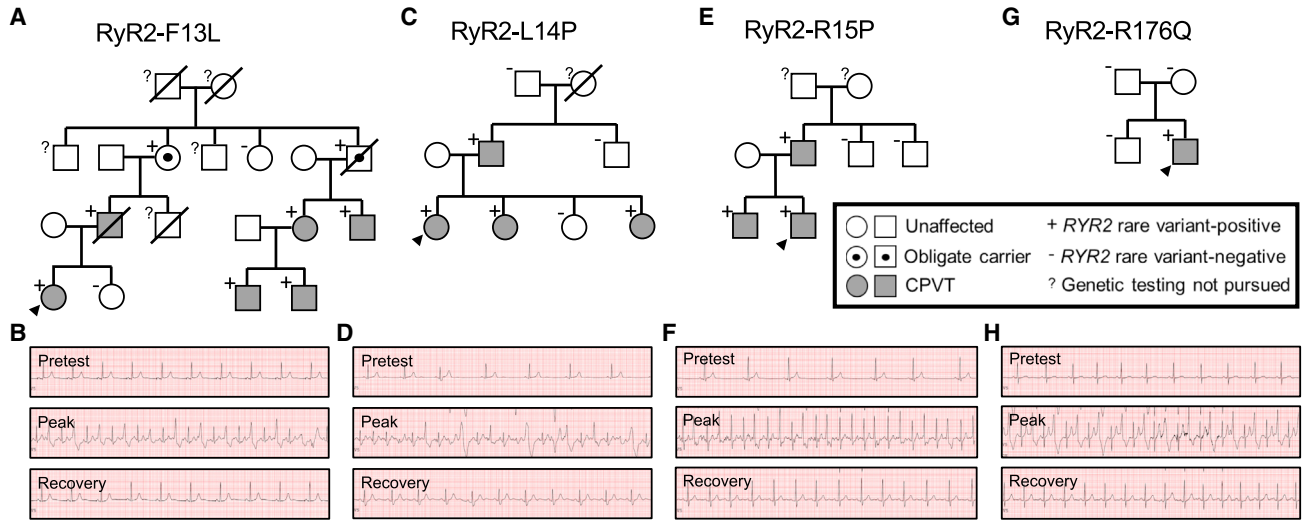 A
RyR2-F13L
? ?
? + ? - +
+ ? + +
+ - + +
C
RyR2-L14P
- ?
+ -
+ + - +
E
RyR2-R15P
? ?
+ - -
+ +
G
RyR2-R176Q
- -
- +
Unaffected
Obligate carrier
CPVT
+ RYR2 rare variant-positive
- RYR2 rare variant-negative
? Genetic testing not pursued
B
Pretest
Peak
Recovery
D
Pretest
Peak
Recovery
F
Pretest
Peak
Recovery
H
Pretest
Peak
Recovery